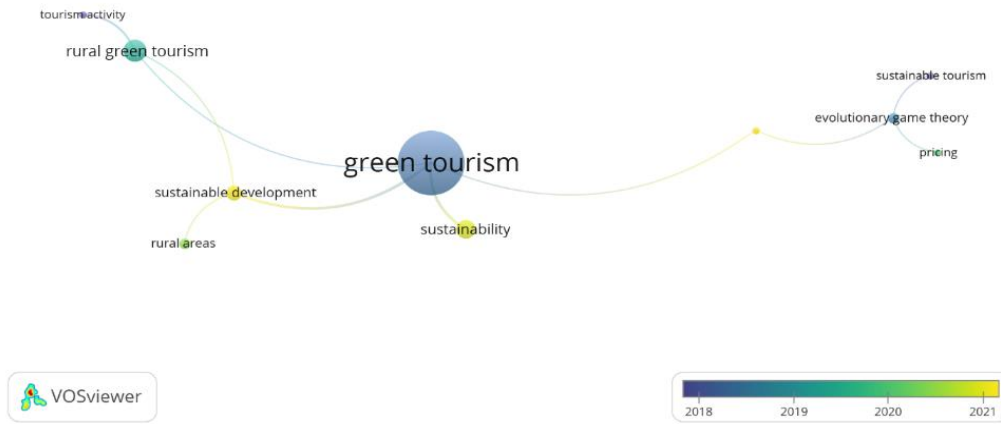 tourism activity
rural green tourism
sustainable tourism
evolutionary game theory
pricing
green tourism
sustainable development
sustainability
rural areas
VOSviewer
2018 2019 2020 2021